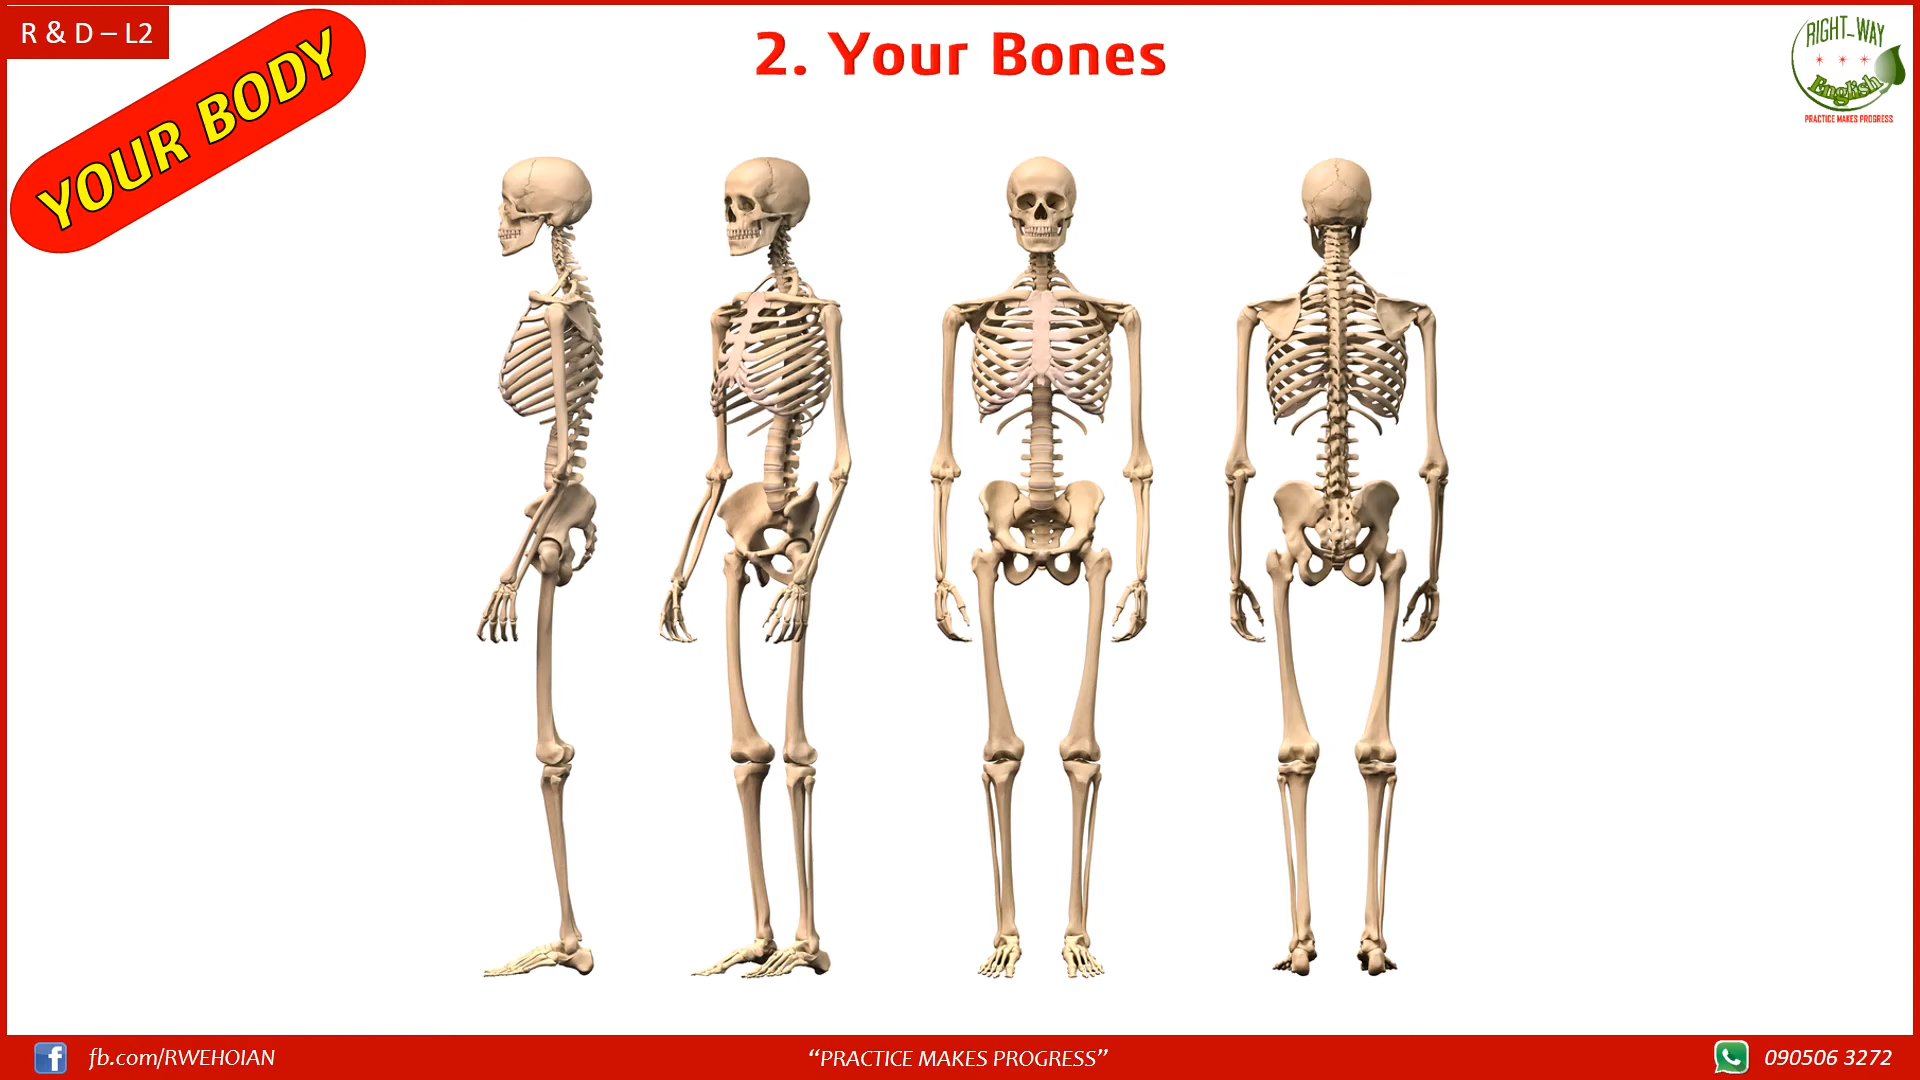 R & D – L2
YOUR BODY
2. Your Bones
RIGHT-WAY
English
PRACTICE MAKES PROGRESS
fb.com/RWEHOIAN
“PRACTICE MAKES PROGRESS”
090506 3272